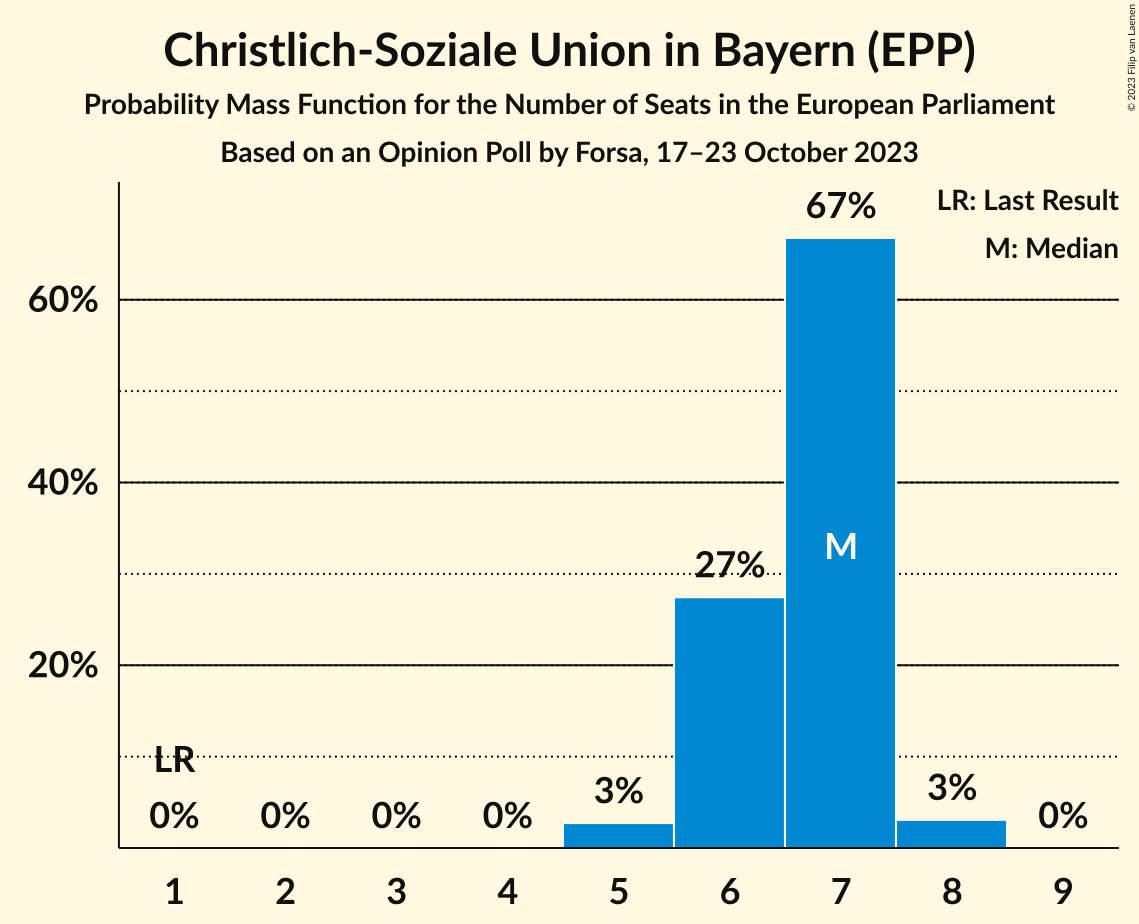 Christlich-Soziale Union in Bayern (EPP)
Probability Mass Function for the Number of Seats in the European Parliament
Based on an Opinion Poll by Forsa, 17–23 October 2023
© 2023 Filip van Laenen
LR: Last Result
M: Median
67%
60%
40%
M
27%
20%
LR
0%
0%
0%
0%
3%
3%
0%
1
2
3
4
5
6
7
8
9